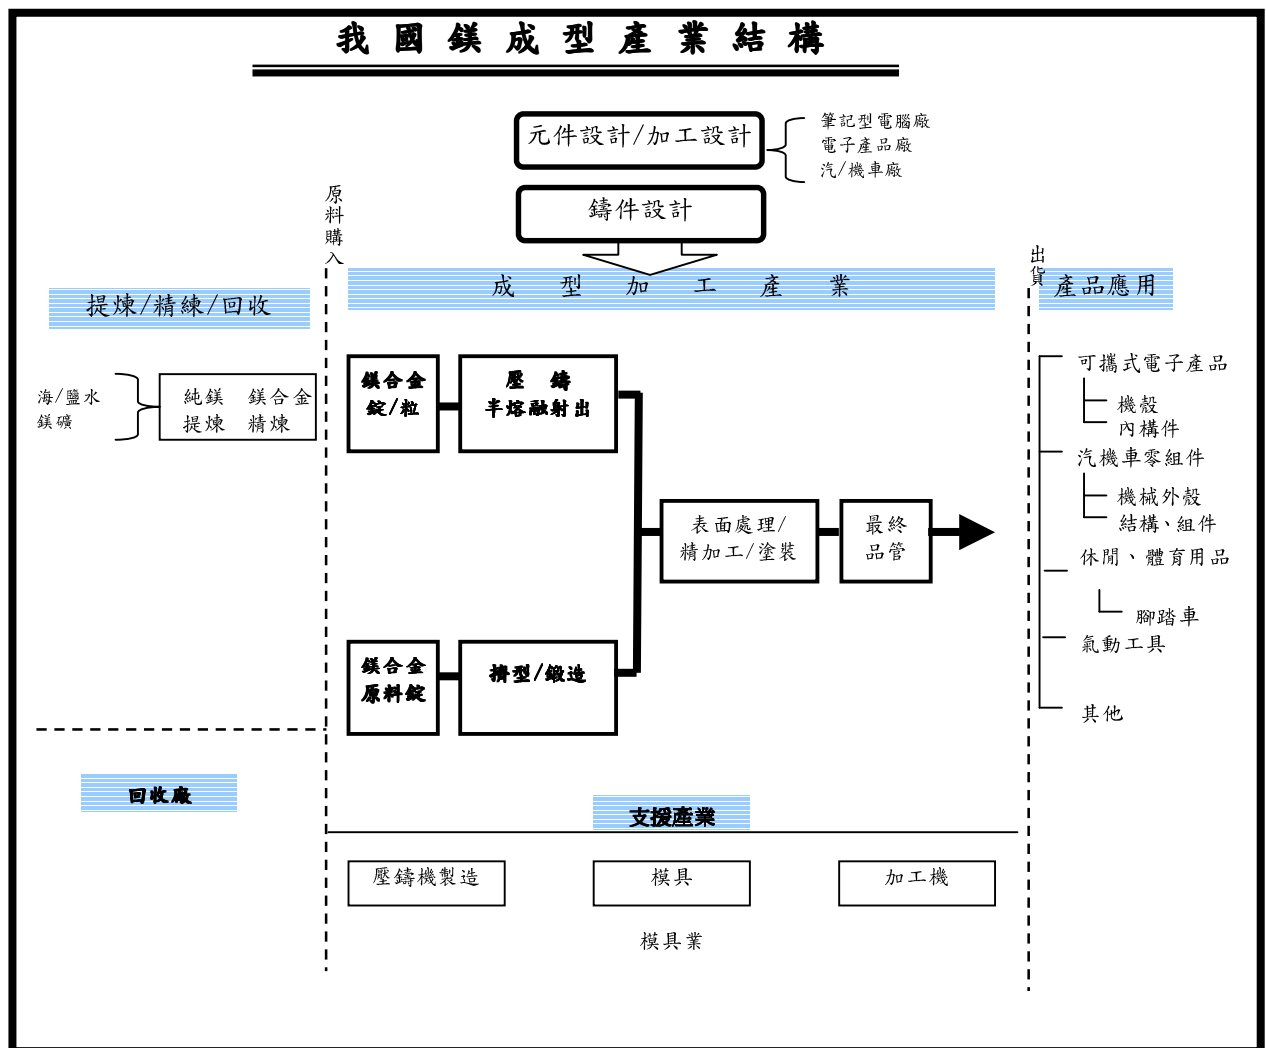 我國鎂成型產業結構
元件設計/加工設計
筆記型電腦廠
電子產品廠
汽/機車廠
鑄件設計
原料購入
出貨
提煉/精練/回收
成型加工產業
產品應用
海/鹽水
鎂礦
純鎂 鎂合金
提煉 精煉
鎂合金
錠/粒
壓 鑄
半熔融射出
表面處理/
精加工/塗裝
最終
品管
鎂合金
原料錠
擠型/鍛造
可攜式電子產品
機殼
內構件
汽機車零組件
機械外殼
結構、組件
休閒、體育用品
腳踏車
氣動工具
其他
回收廠
支援產業
壓鑄機製造
模具
加工機
模具業